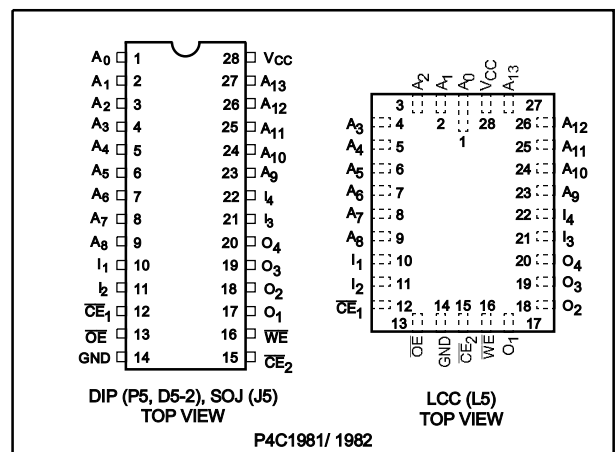 A0 1 28 VCC
A1 2 27 A13
A2 3 26 A12
A3 4 25 A11
A4 5 24 A10
A5 6 23 A9
A6 7 22 I4
A7 8 21 I3
A8 9 20 O4
I1 10 19 O3
I2 11 18 O2
CE1 12 17 O1
OE 13 16 WE
GND 14 15 CE2
DIP (P5, D5-2), SOJ (J5)
TOP VIEW
A2 A1 A0 VCC A13
3 27
A3 4 2 28 26 A12
1
A4 5 25 A11
A5 6 24 A10
A6 7 23 A9
A7 8 22 I4
A8 9 21 I3
I1 10 20 O4
I2 11 19 O3
CE1 12 14 15 16 18 O2
13 17
OE GND CE2 WE O1
LCC (L5)
TOP VIEW
P4C1981/ 1982